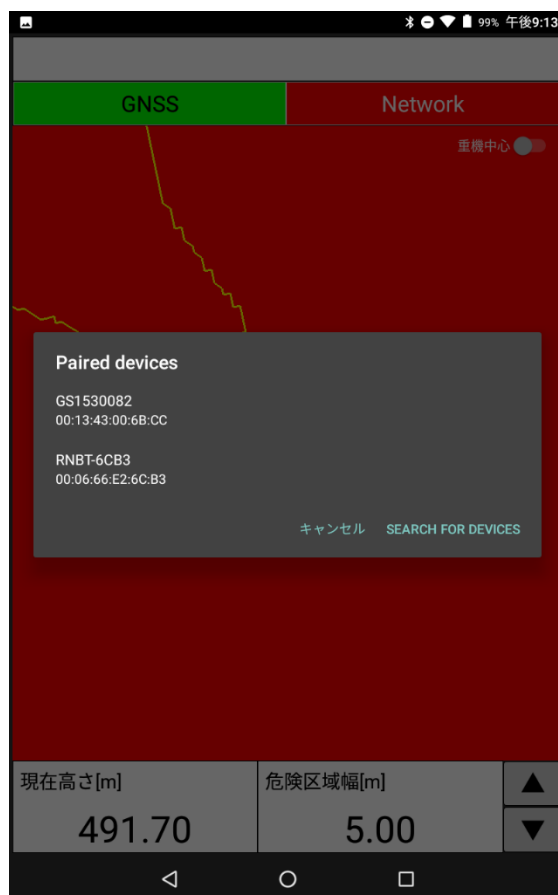 99% 午後9:13
GNSS
Network
重機中心
Paired devices
GS1530082
00:13:43:00:6B:CC
RNBT-6CB3
00:06:66:E2:6C:B3
キャンセル SEARCH FOR DEVICES
現在高さ[m]
危険区域幅[m]
491.70
5.00